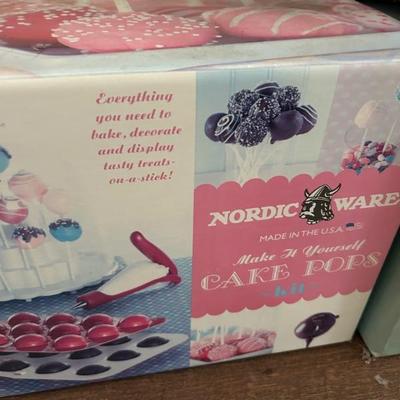 Everything
you need to
bake, decorate
and display
tasty treats-
on-a-stick!
NORDIC WARE
MADE IN THE U.S.A.
Make It Yourself
CAKE POPS
kit